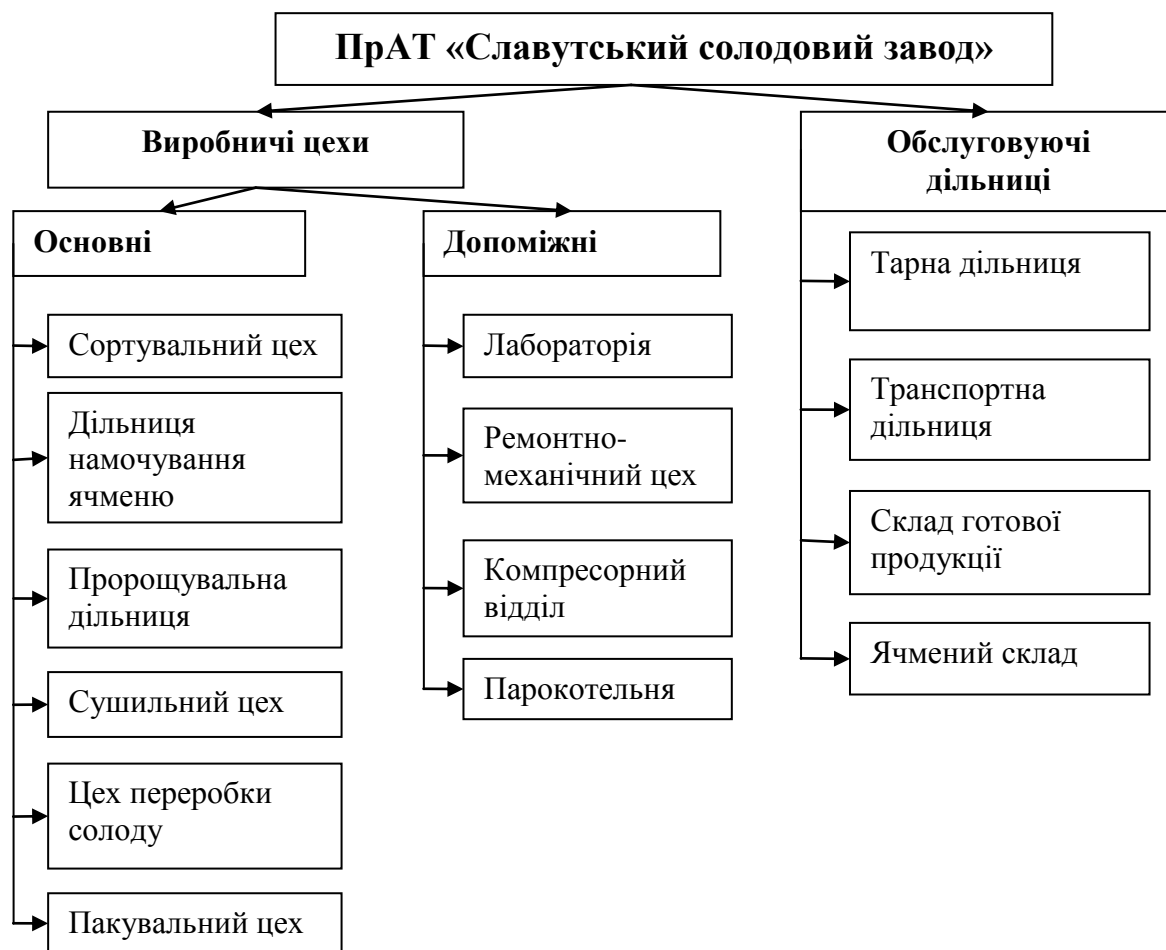 ПрАТ «Славутський солодовий завод»
Виробничі цехи
Обслуговуючі
дільниці
Основні
Допоміжні
Сортувальний цех
Дільниця
намочування
ячменю
Пророщувальна
дільниця
Сушильний цех
Цех переробки
солоду
Пакувальний цех
Лабораторія
Ремонтно-
механічний цех
Компресорний
відділ
Парокотельня
Тарна дільниця
Транспортна
дільниця
Склад готової
продукції
Ячмений склад